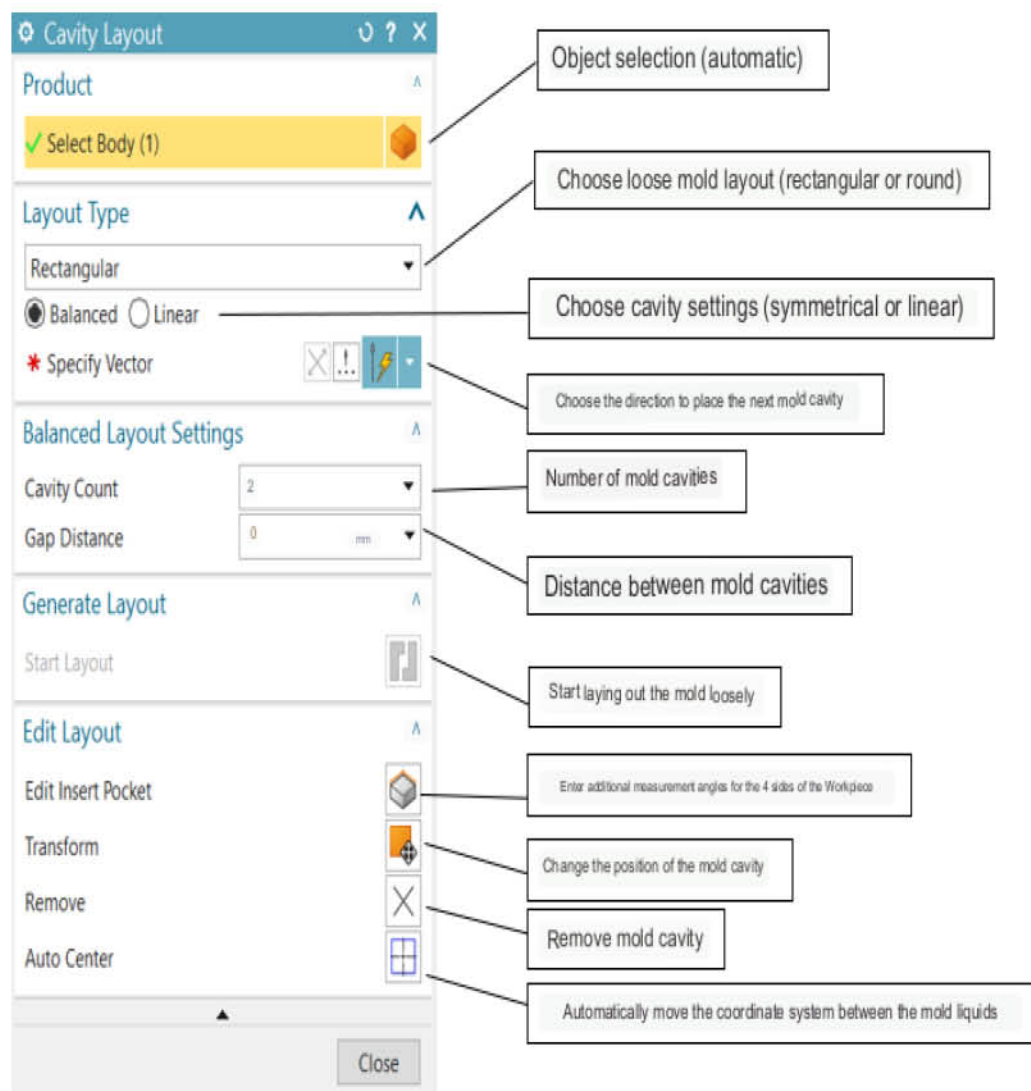 Cavity Layout
Object selection (automatic)
Product
Select Body (1)
Choose loose mold layout (rectangular or round)
Layout Type
Rectangular
Balanced Linear
Choose cavity settings (symmetrical or linear)
Specify Vector
Choose the direction to place the next mold cavity
Balanced Layout Settings
Cavity Count 2
Number of mold cavities
Gap Distance 0 mm
Distance between mold cavities
Generate Layout
Start Layout
Start laying out the mold loosely
Edit Layout
Edit Insert Pocket
Enter additional measurement angles for the 4 sides of the Workpiece
Transform
Change the position of the mold cavity
Remove
Remove mold cavity
Auto Center
Automatically move the coordinate system between the mold liquids
Close